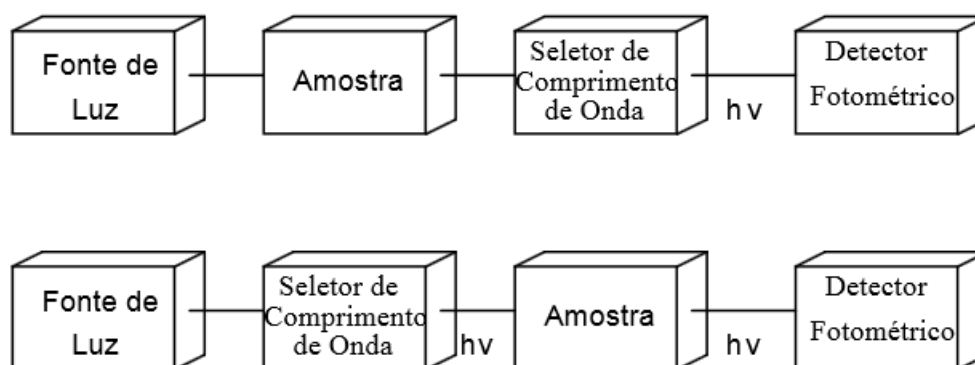 Fonte de
Luz
Amostra
Seletor de
Comprimento
de Onda
hν
Detector
Fotométrico
Fonte de
Luz
Seletor de
Comprimento
de Onda
hν
Amostra
hν
Detector
Fotométrico